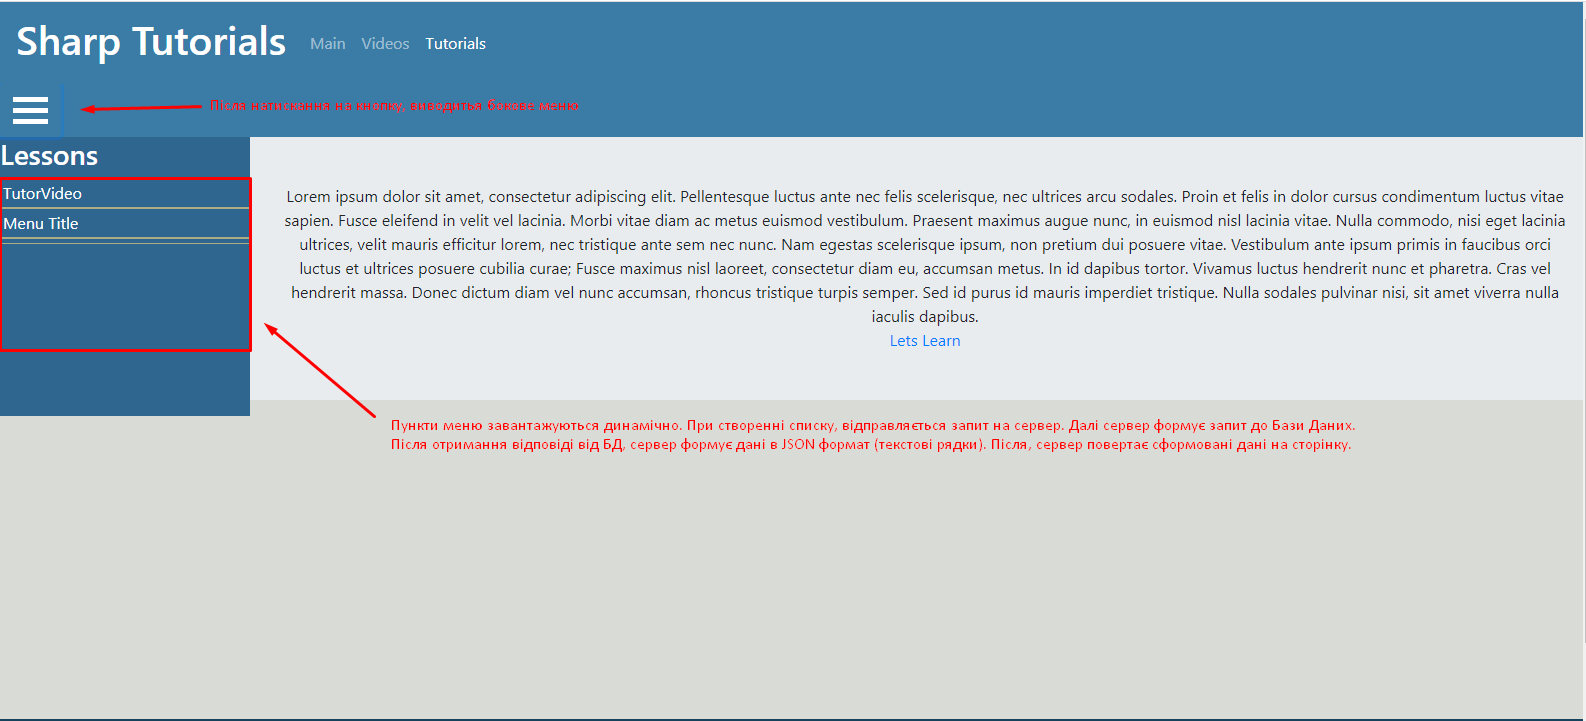 Sharp Tutorials Main Videos Tutorials
Після натискання на кнопку, виводиться бокове меню
Lessons
TutorVideo
Menu Title
Lorem ipsum dolor sit amet, consectetur adipiscing elit. Pellentesque luctus ante nec felis scelerisque, nec ultrices arcu sodales. Proin et felis in dolor cursus condimentum luctus vitae
sapien. Fusce eleifend in velit vel lacinia. Morbi vitae diam ac metus euismod vestibulum. Praesent maximus augue nunc, in euismod nisl lacinia vitae. Nulla commodo, nisi eget lacinia
ultrices, velit mauris efficitur lorem, nec tristique ante sem nec nunc. Nam egestas scelerisque ipsum, non pretium dui posuere vitae. Vestibulum ante ipsum primis in faucibus orci
luctus et ultrices posuere cubilia curae; Fusce maximus nisl laoreet, consectetur diam eu, accumsan metus. In id dapibus tortor. Vivamus luctus hendrerit nunc et pharetra. Cras vel
hendrerit massa. Donec dictum diam vel nunc accumsan, rhoncus tristique turpis semper. Sed id purus id mauris imperdiet tristique. Nulla sodales pulvinar nisi, sit amet viverra nulla
iaculis dapibus.
Lets Learn
Пункти меню завантажуються динамічно. При створенні списку, відправляється запит на сервер. Далі сервер формує запит до Бази Даних.
Після отримання відповіді від БД, сервер формує дані в JSON формат (текстові рядки). Після, сервер повертає сформовані дані на сторінку.